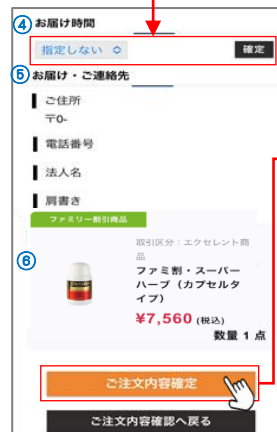 ④ お届け時間
指定しない
確定
⑤ お届け・ご連絡先
ご住所
〒0-
電話番号
法人名
肩書き
ファミリー割引商品
⑥
取引区分：エクセレント商
品
ファミ割・スーパー
ハーブ（カプセルタ
イプ）
¥7,560 (税込)
数量 1 点
ご注文内容確定
ご注文内容確認へ戻る